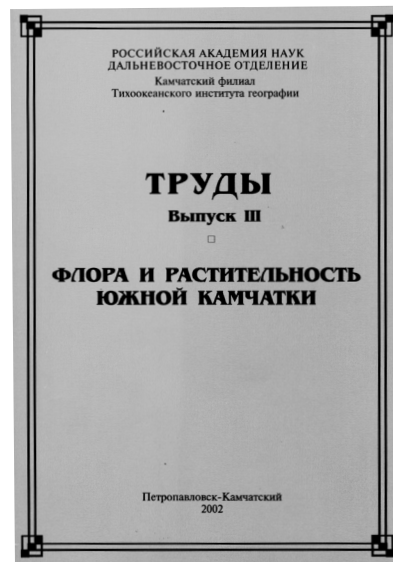 РОССИЙСКАЯ АКАДЕМИЯ НАУК
ДАЛЬНЕВОСТОЧНОЕ ОТДЕЛЕНИЕ
Камчатский филиал
Тихоокеанского института географии
ТРУДЫ
Выпуск III
ФЛОРА И РАСТИТЕЛЬНОСТЬ
ЮЖНОЙ КАМЧАТКИ
Петропавловск-Камчатский
2002